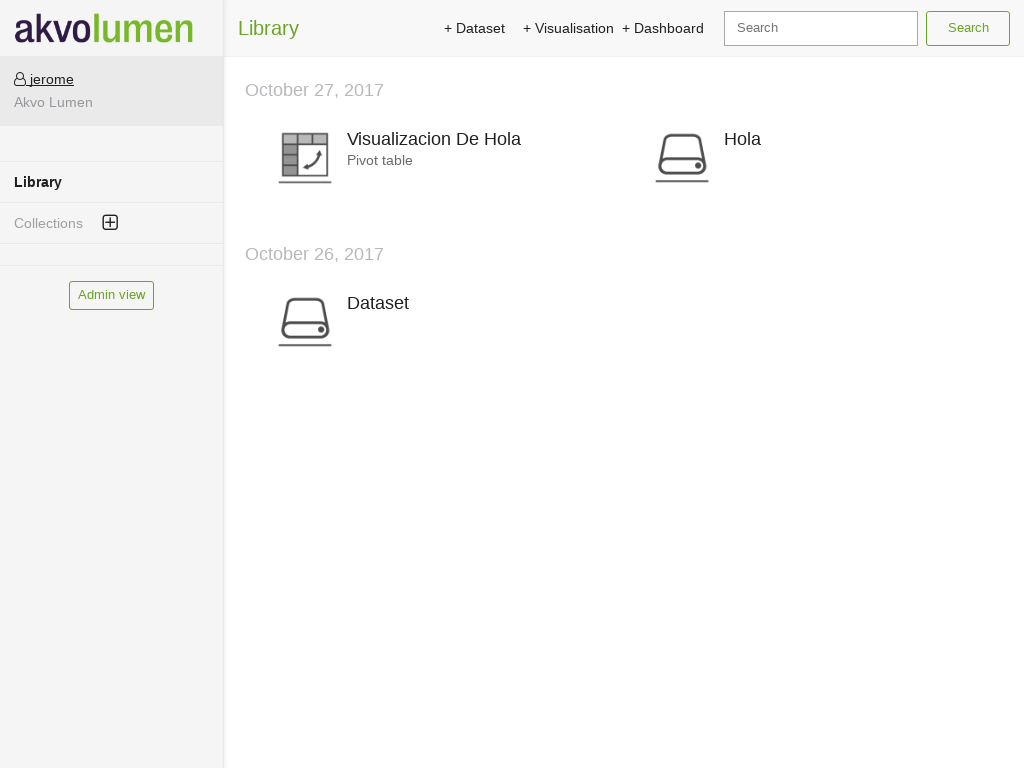 akvolumen
jerome
Akvo Lumen
Library
Collections
Admin view
Library
+ Dataset + Visualisation + Dashboard
Search
Search
October 27, 2017
Visualizacion De Hola
Pivot table
Hola
October 26, 2017
Dataset